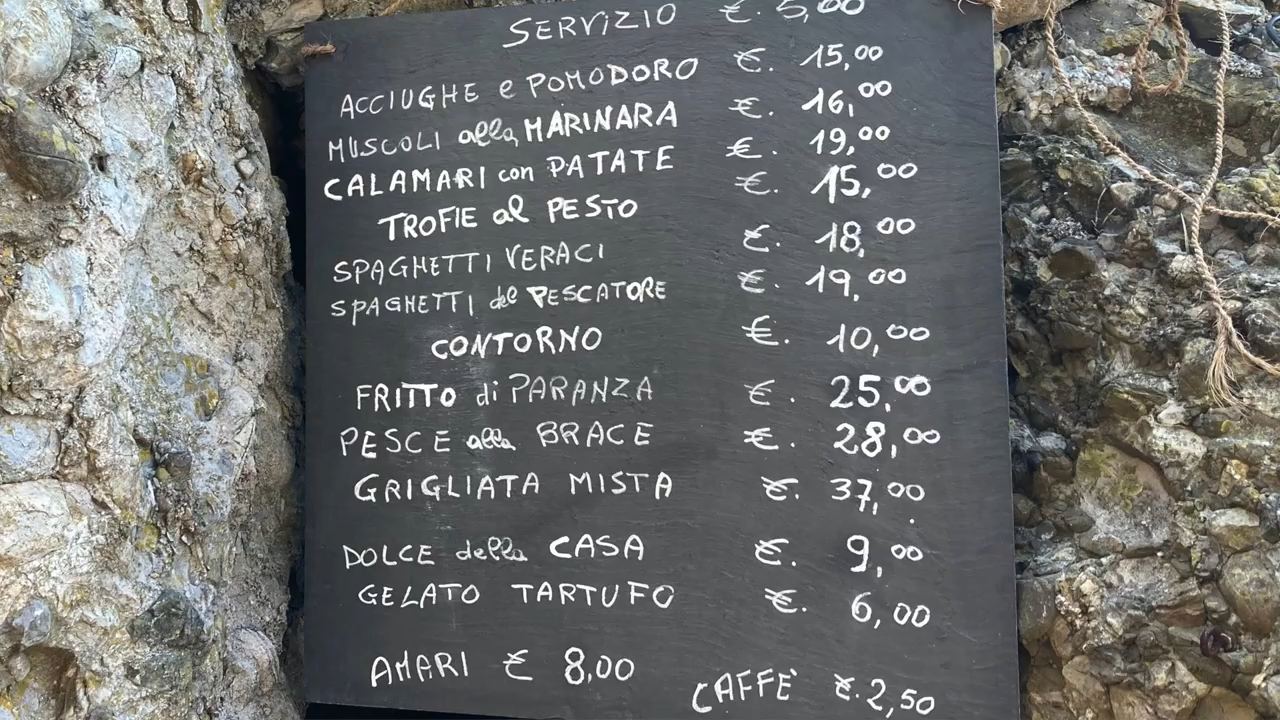 SERVIZIO €. 5,00
ACCIUGHE e POMODORO €. 15,00
MUSCOLI alla MARINARA €. 16,00
CALAMARI con PATATE €. 19,00
TROFIE al PESTO €. 15,00
SPAGHETTI VERACI €. 18,00
SPAGHETTI del PESCATORE €. 19,00
CONTORNO €. 10,00
FRITTO di PARANZA €. 25,00
PESCE alla BRACE €. 28,00
GRIGLIATA MISTA €. 37,00
DOLCE della CASA €. 9,00
GELATO TARTUFO €. 6,00
AMARI € 8,00
CAFFE' €. 2,50